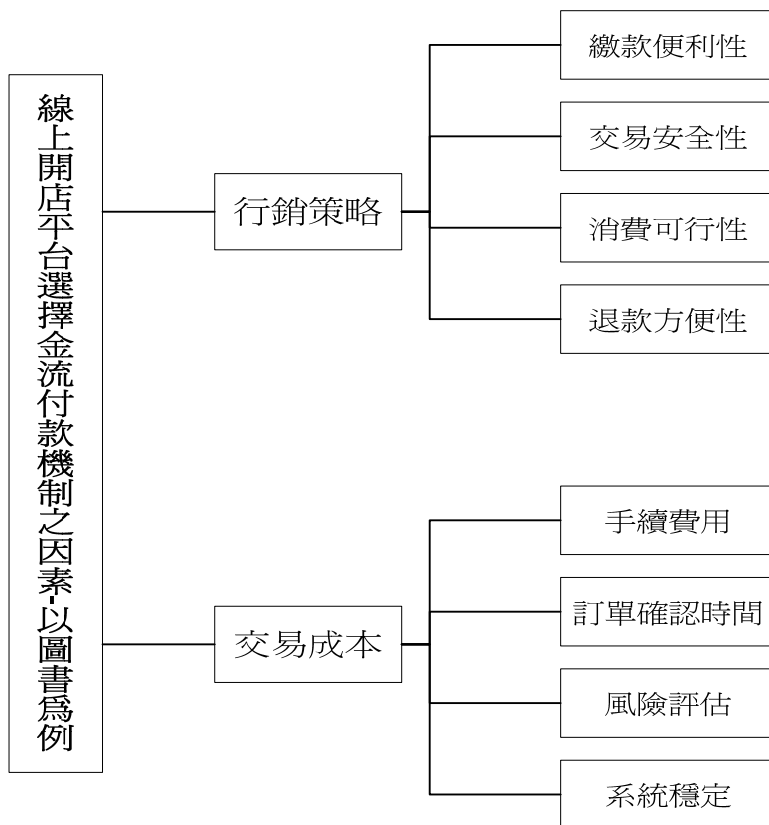 線上開店平台選擇金流付款機制之因素-以圖書爲例
行銷策略
繳款便利性
交易安全性
消費可行性
退款方便性
交易成本
手續費用
訂單確認時間
風險評估
系統穩定